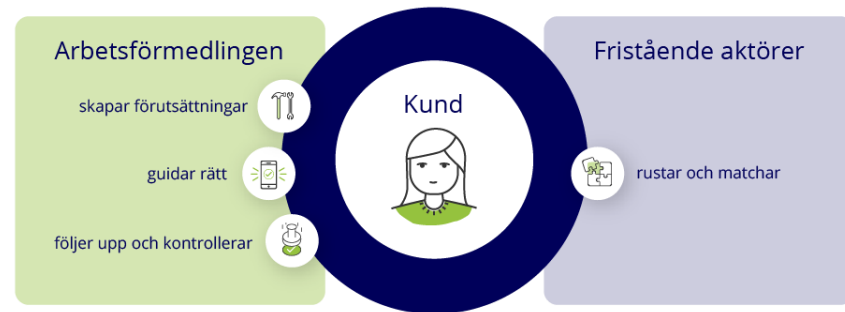 Arbetsförmedlingen
skapar förutsättningar
guidar rätt
följer upp och kontrollerar
Kund
Fristående aktörer
rustar och matchar